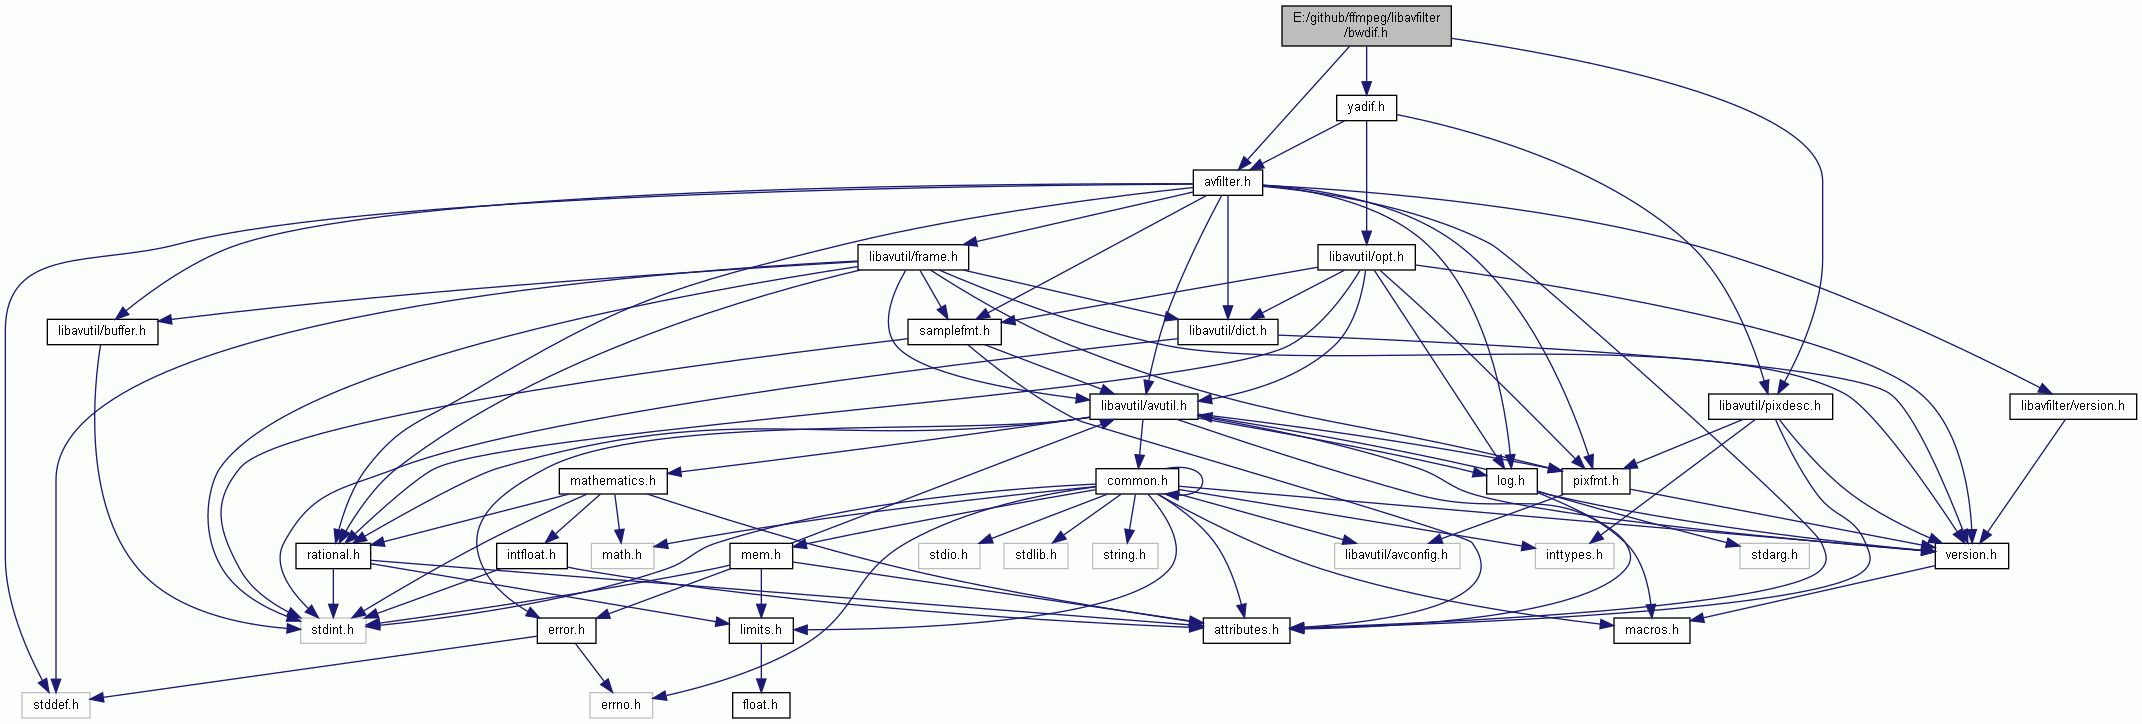 E:/github/ffmpeg/libavfilter
/bwdif.h
yadif.h
avfilter.h
libavutil/frame.h
libavutil/opt.h
libavutil/buffer.h
samplefmt.h
libavutil/dict.h
libavutil/avutil.h
libavutil/pixdesc.h
libavfilter/version.h
mathematics.h
common.h
log.h
pixfmt.h
rational.h
intfloat.h
math.h
mem.h
stdio.h
stdlib.h
string.h
libavutil/avconfig.h
inttypes.h
stdarg.h
version.h
stdint.h
error.h
limits.h
attributes.h
macros.h
stddef.h
errno.h
float.h